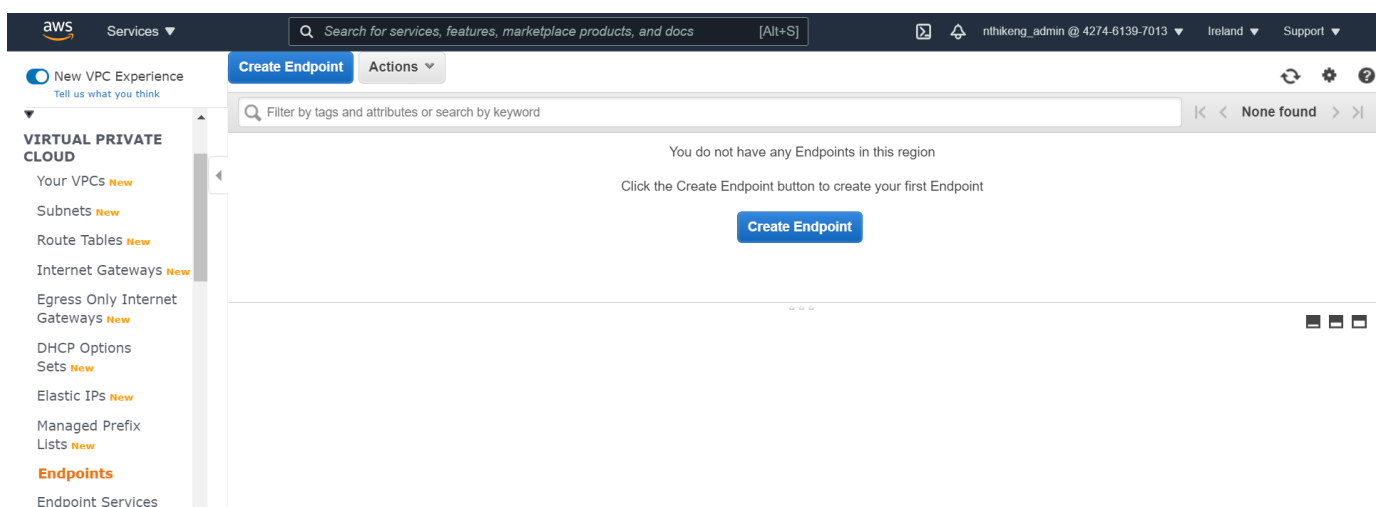 aws
Services
Search for services, features, marketplace products, and docs [Alt+S]
nthikeng_admin @ 4274-6139-7013
Ireland
Support
New VPC Experience
Tell us what you think
Create Endpoint
Actions
Filter by tags and attributes or search by keyword
None found
VIRTUAL PRIVATE
CLOUD
Your VPCs New
Subnets New
Route Tables New
Internet Gateways New
Egress Only Internet
Gateways New
DHCP Options
Sets New
Elastic IPs New
Managed Prefix
Lists New
Endpoints
Endpoint Services
You do not have any Endpoints in this region
Click the Create Endpoint button to create your first Endpoint
Create Endpoint